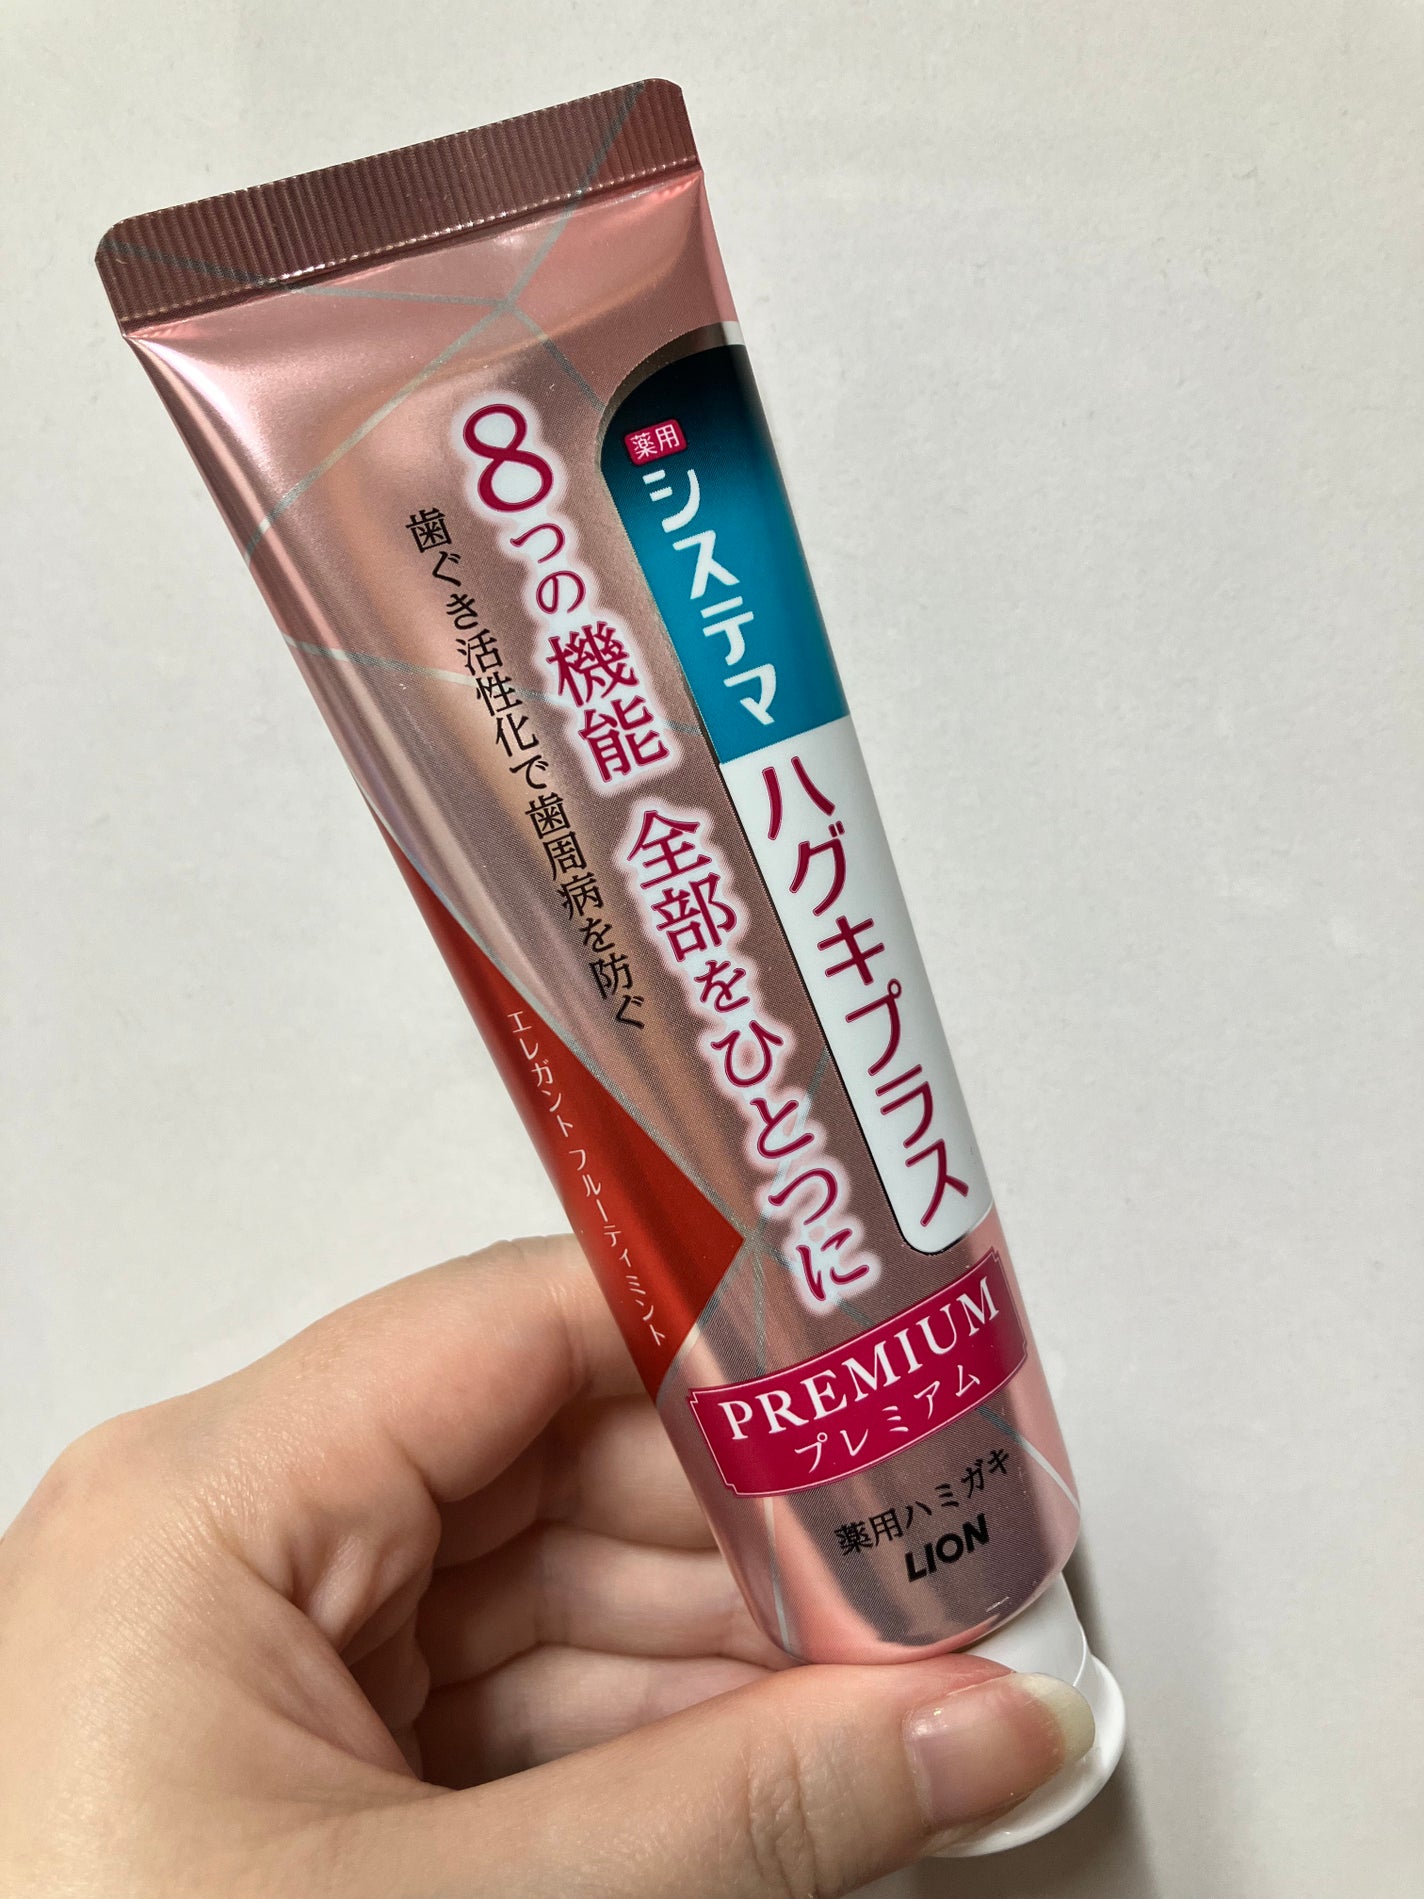 薬用
システマ
ハグキプラス
8つの機能 全部をひとつに
歯ぐき活性化で歯周病を防ぐ
エレガント フルーティミント
PREMIUM
プレミアム
薬用ハミガキ
LION